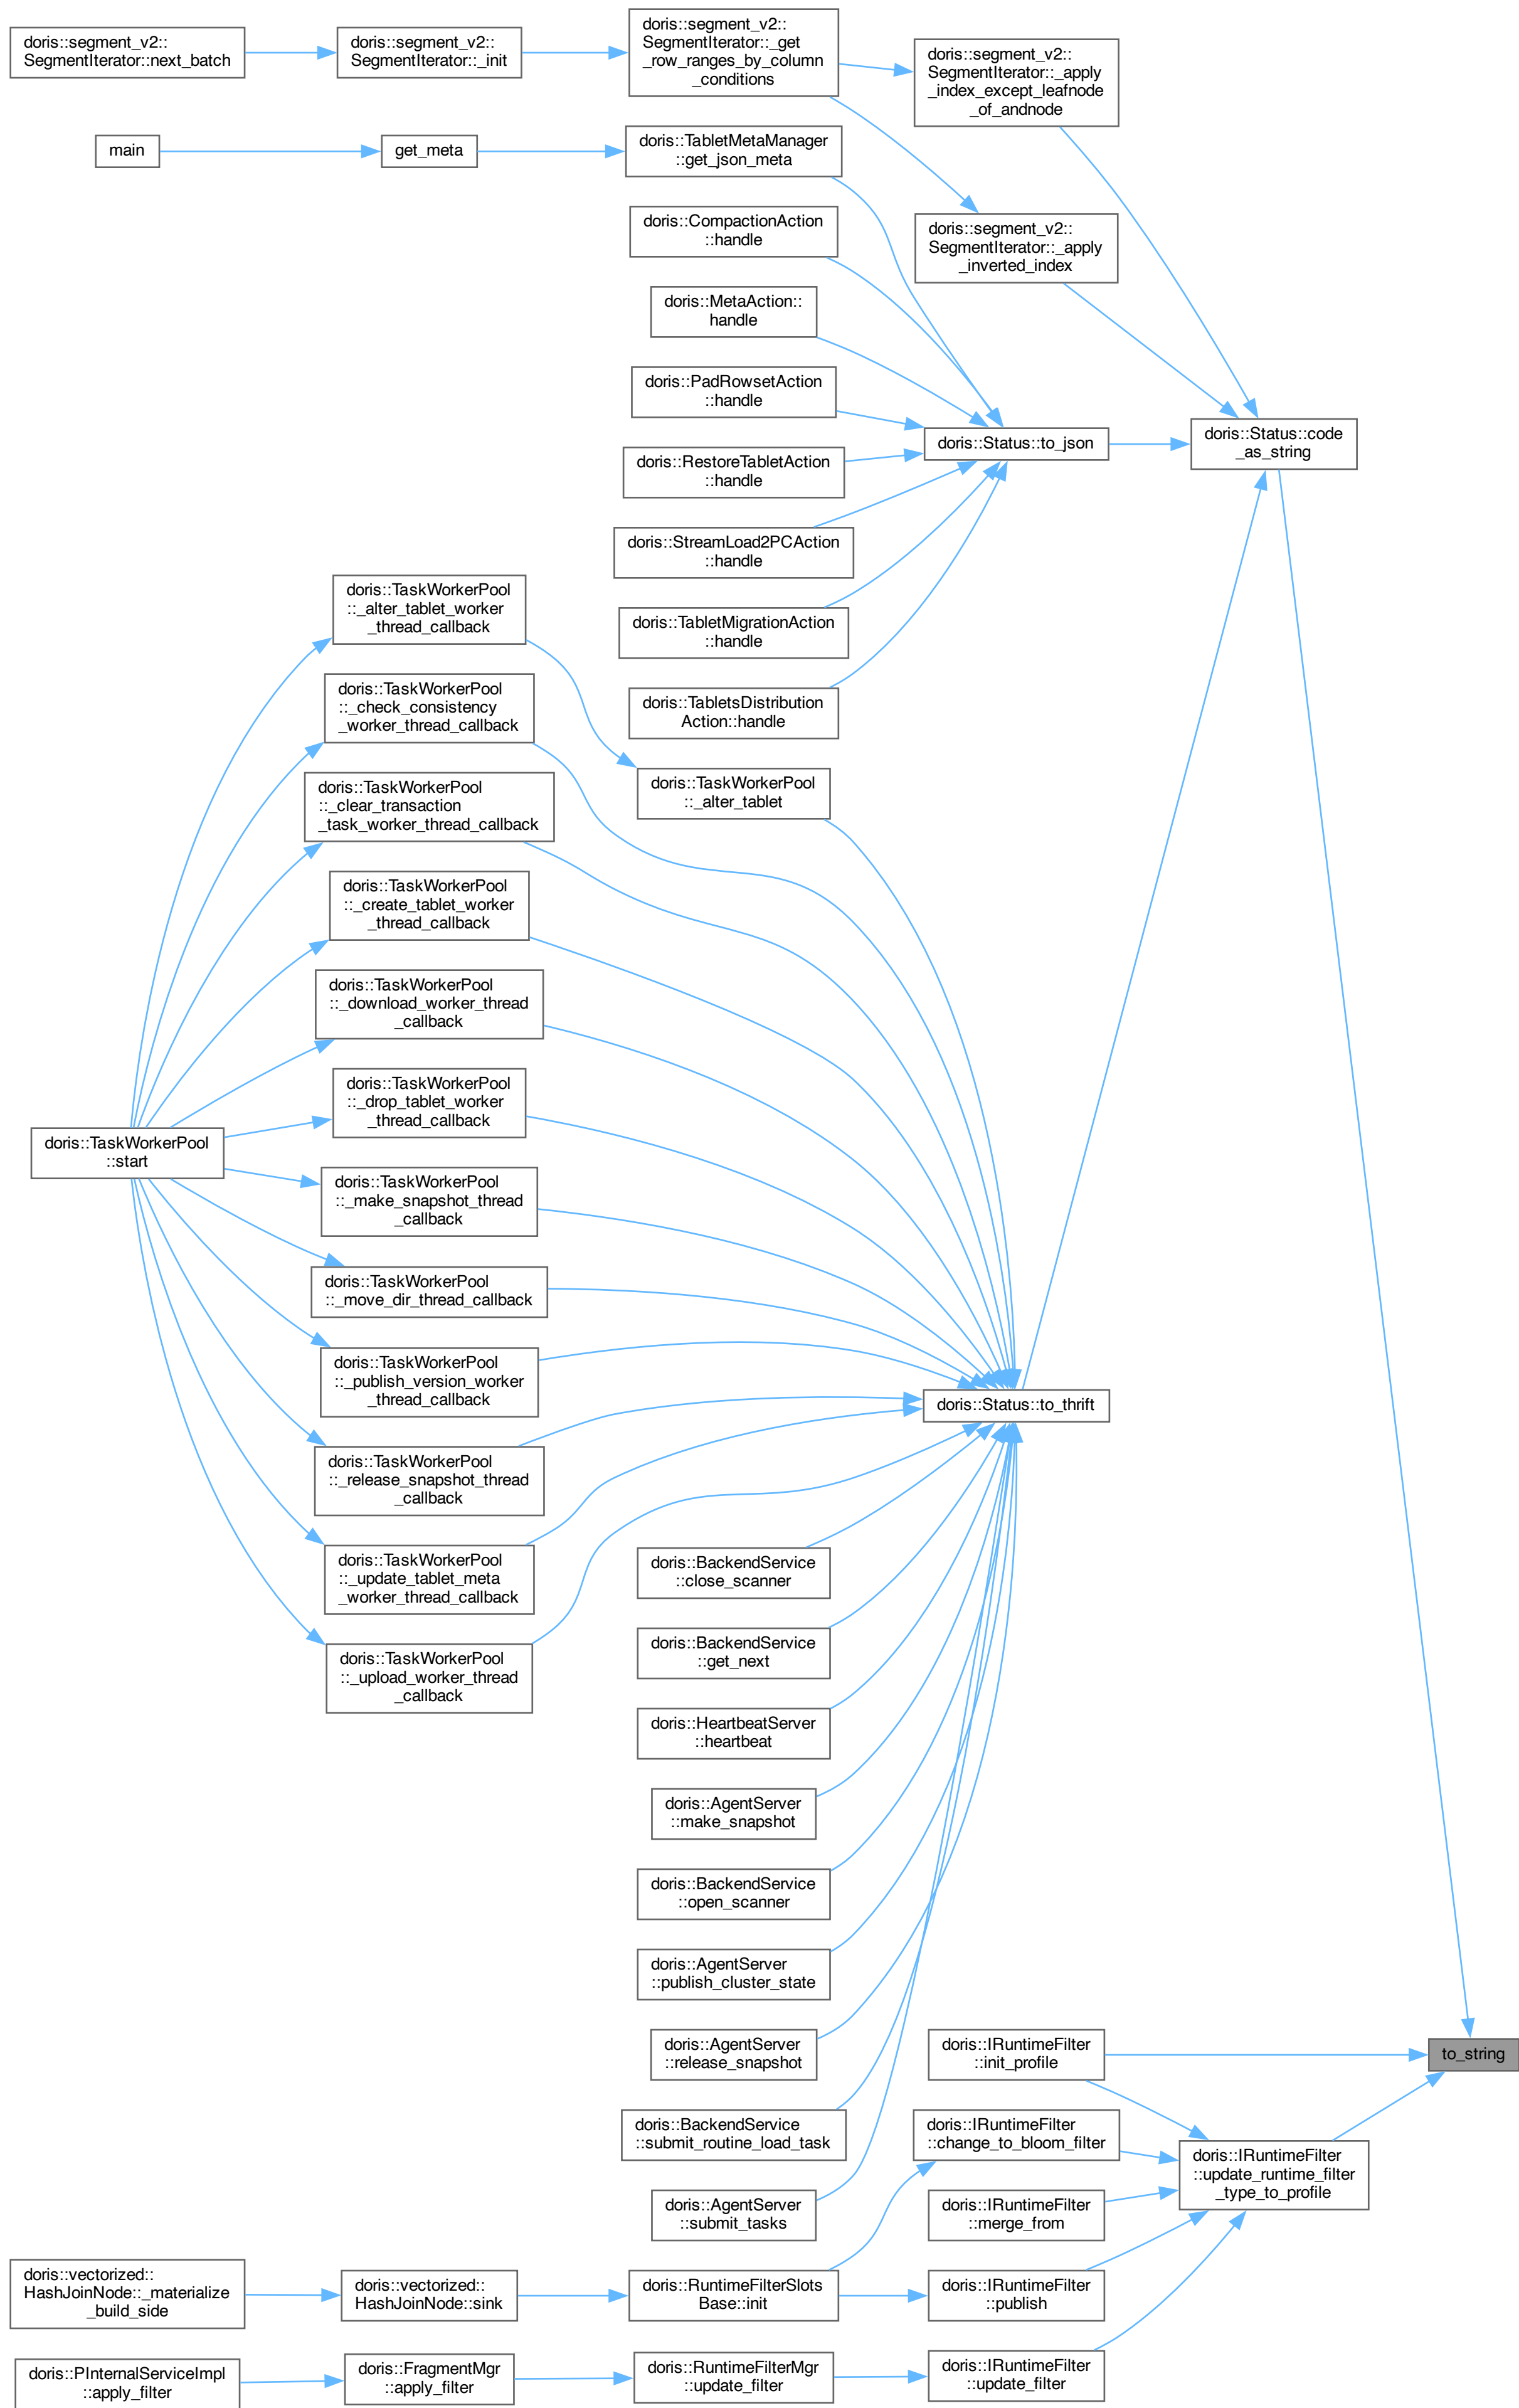 doris::segment_v2::
SegmentIterator::next_batch
doris::segment_v2::
SegmentIterator::_init
doris::segment_v2::
SegmentIterator::_get
_row_ranges_by_column
_conditions
doris::segment_v2::
SegmentIterator::_apply
_index_except_leafnode
_of_andnode
main
get_meta
doris::TabletMetaManager
::get_json_meta
doris::CompactionAction
::handle
doris::segment_v2::
SegmentIterator::_apply
_inverted_index
doris::MetaAction::
handle
doris::PadRowsetAction
::handle
doris::Status::to_json
doris::Status::code
_as_string
doris::RestoreTabletAction
::handle
doris::StreamLoad2PCAction
::handle
doris::TabletMigrationAction
::handle
doris::TabletsDistribution
Action::handle
doris::TaskWorkerPool
::_alter_tablet_worker
_thread_callback
doris::TaskWorkerPool
::_check_consistency
_worker_thread_callback
doris::TaskWorkerPool
::_alter_tablet
doris::TaskWorkerPool
::_clear_transaction
_task_worker_thread_callback
doris::TaskWorkerPool
::_create_tablet_worker
_thread_callback
doris::TaskWorkerPool
::_download_worker_thread
_callback
doris::TaskWorkerPool
::_drop_tablet_worker
_thread_callback
doris::TaskWorkerPool
::start
doris::TaskWorkerPool
::_make_snapshot_thread
_callback
doris::TaskWorkerPool
::_move_dir_thread_callback
doris::TaskWorkerPool
::_publish_version_worker
_thread_callback
doris::Status::to_thrift
doris::TaskWorkerPool
::_release_snapshot_thread
_callback
doris::TaskWorkerPool
::_update_tablet_meta
_worker_thread_callback
doris::TaskWorkerPool
::_upload_worker_thread
_callback
doris::BackendService
::close_scanner
doris::BackendService
::get_next
doris::HeartbeatServer
::heartbeat
doris::AgentServer
::make_snapshot
doris::BackendService
::open_scanner
doris::AgentServer
::publish_cluster_state
doris::AgentServer
::release_snapshot
doris::IRuntimeFilter
::init_profile
to_string
doris::BackendService
::submit_routine_load_task
doris::IRuntimeFilter
::change_to_bloom_filter
doris::IRuntimeFilter
::update_runtime_filter
_type_to_profile
doris::AgentServer
::submit_tasks
doris::IRuntimeFilter
::merge_from
doris::vectorized::
HashJoinNode::_materialize
_build_side
doris::vectorized::
HashJoinNode::sink
doris::RuntimeFilterSlots
Base::init
doris::IRuntimeFilter
::publish
doris::PInternalServiceImpl
::apply_filter
doris::FragmentMgr
::apply_filter
doris::RuntimeFilterMgr
::update_filter
doris::IRuntimeFilter
::update_filter